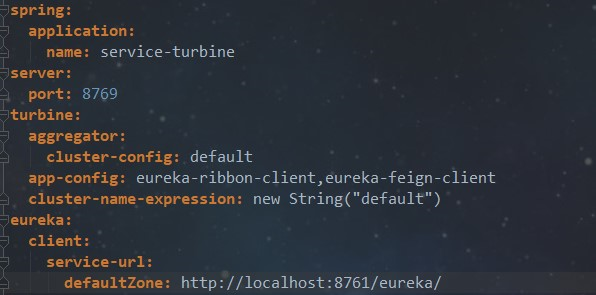 spring:
  application:
    name: service-turbine
server:
  port: 8769
turbine:
  aggregator:
    cluster-config: default
  app-config: eureka-ribbon-client,eureka-feign-client
  cluster-name-expression: new String("default")
eureka:
  client:
    service-url:
      defaultZone: http://localhost:8761/eureka/